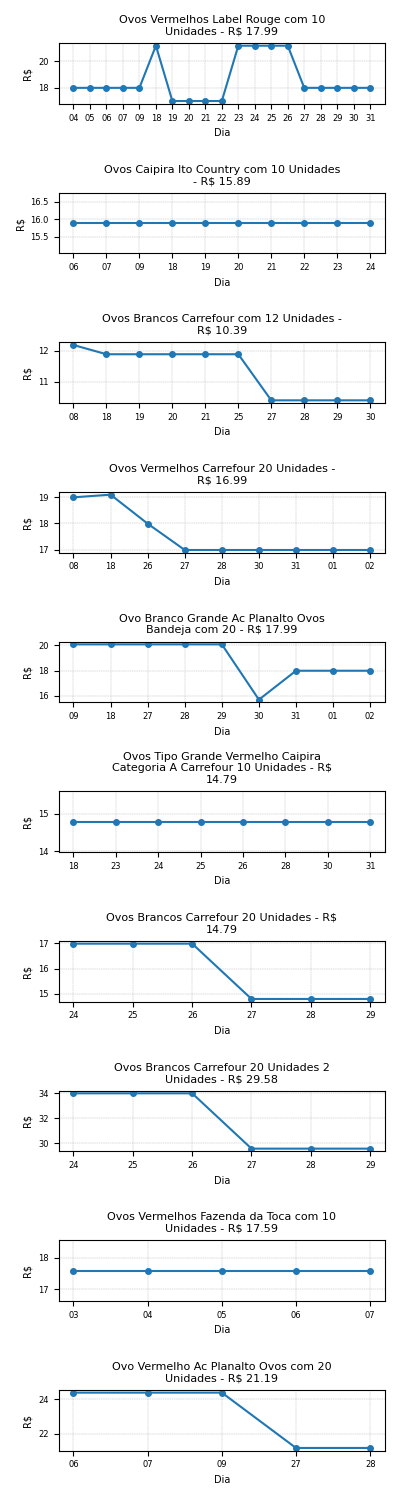 Ovos Vermelhos Label Rouge com 10
Unidades - R$ 17.99
20
18
R$
04 05 06 07 09 18 19 20 21 22 23 24 25 26 27 28 29 30 31
Dia
Ovos Caipira Ito Country com 10 Unidades
- R$ 15.89
16.5
16.0
15.5
R$
06 07 09 18 19 20 21 22 23 24
Dia
Ovos Brancos Carrefour com 12 Unidades -
R$ 10.39
12
11
R$
08 18 19 20 21 25 27 28 29 30
Dia
Ovos Vermelhos Carrefour 20 Unidades -
R$ 16.99
19
18
17
R$
08 18 26 27 28 30 31 01 02
Dia
Ovo Branco Grande Ac Planalto Ovos
Bandeja com 20 - R$ 17.99
20
18
16
R$
09 18 27 28 29 30 31 01 02
Dia
Ovos Tipo Grande Vermelho Caipira
Categoria A Carrefour 10 Unidades - R$
14.79
15
14
R$
18 23 24 25 26 28 30 31
Dia
Ovos Brancos Carrefour 20 Unidades - R$
14.79
17
16
15
R$
24 25 26 27 28 29
Dia
Ovos Brancos Carrefour 20 Unidades 2
Unidades - R$ 29.58
34
32
30
R$
24 25 26 27 28 29
Dia
Ovos Vermelhos Fazenda da Toca com 10
Unidades - R$ 17.59
18
17
R$
03 04 05 06 07
Dia
Ovo Vermelho Ac Planalto Ovos com 20
Unidades - R$ 21.19
24
22
R$
06 07 09 27 28
Dia